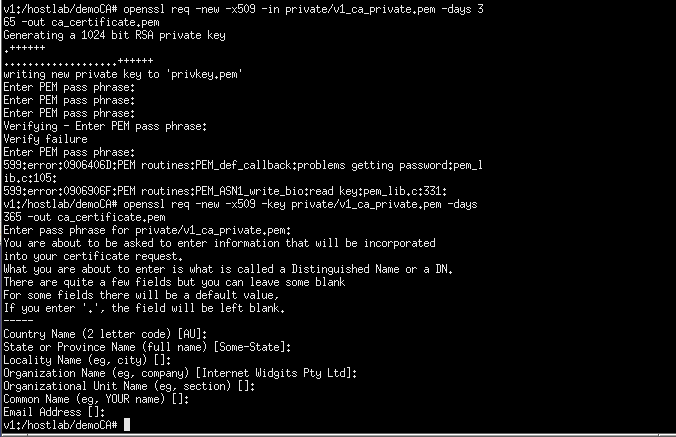 v1:/hostlab/demoCA# openssl req -new -x509 -in private/v1_ca_private.pem -days 3
65 -out ca_certificate.pem
Generating a 1024 bit RSA private key
.++++++
...................++++++
writing new private key to 'privkey.pem'
Enter PEM pass phrase:
Enter PEM pass phrase:
Enter PEM pass phrase:
Verifying - Enter PEM pass phrase:
Verify failure
Enter PEM pass phrase:
599:error:0906406D:PEM routines:PEM_def_callback:problems getting password:pem_l
ib.c:105:
599:error:0906906F:PEM routines:PEM_ASN1_write_bio:read key:pem_lib.c:331:
v1:/hostlab/demoCA# openssl req -new -x509 -key private/v1_ca_private.pem -days
365 -out ca_certificate.pem
Enter pass phrase for private/v1_ca_private.pem:
You are about to be asked to enter information that will be incorporated
into your certificate request.
What you are about to enter is what is called a Distinguished Name or a DN.
There are quite a few fields but you can leave some blank
For some fields there will be a default value,
If you enter '.', the field will be left blank.
-----
Country Name (2 letter code) [AU]:
State or Province Name (full name) [Some-State]:
Locality Name (eg, city) []:
Organization Name (eg, company) [Internet Widgits Pty Ltd]:
Organizational Unit Name (eg, section) []:
Common Name (eg, YOUR name) []:
Email Address []:
v1:/hostlab/demoCA#